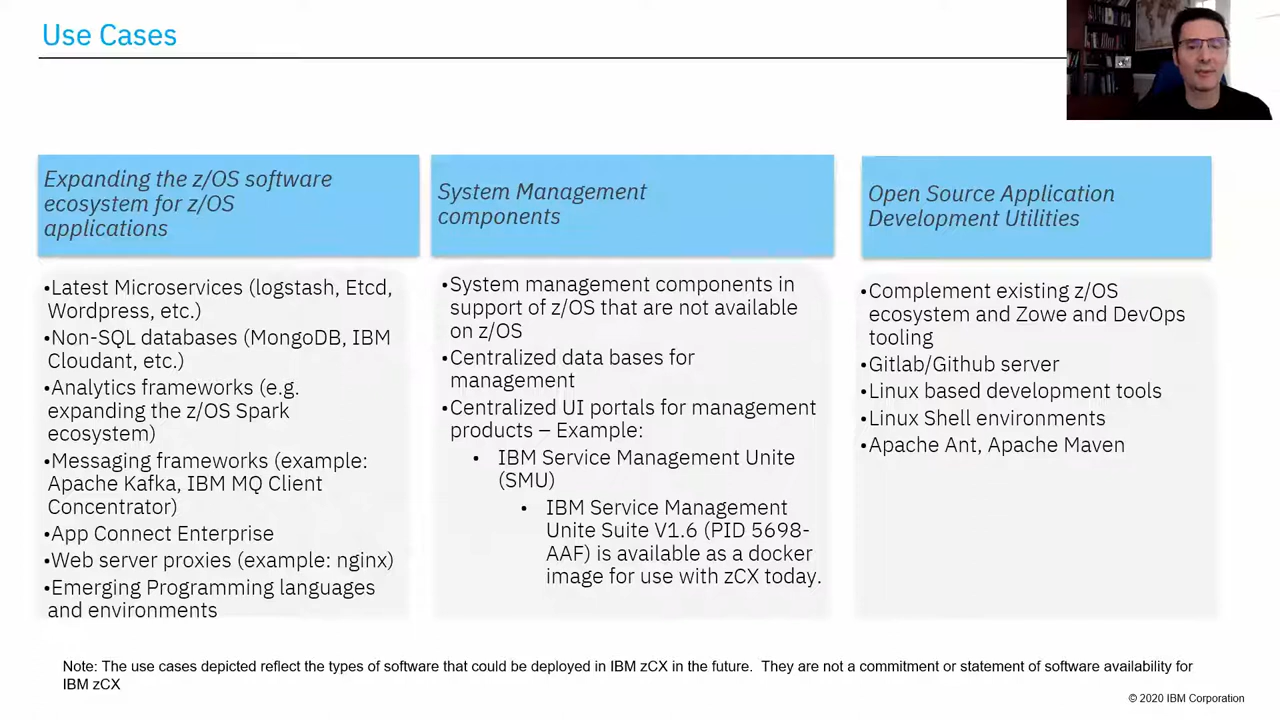 Use Cases
Expanding the z/OS software
ecosystem for z/OS
applications
•Latest Microservices (logstash, Etcd,
Wordpress, etc.)
•Non-SQL databases (MongoDB, IBM
Cloudant, etc.)
•Analytics frameworks (e.g.
expanding the z/OS Spark
ecosystem)
•Messaging frameworks (example:
Apache Kafka, IBM MQ Client
Concentrator)
•App Connect Enterprise
•Web server proxies (example: nginx)
•Emerging Programming languages
and environments
System Management
components
•System management components in
support of z/OS that are not available
on z/OS
•Centralized data bases for
management
•Centralized UI portals for management
products – Example:
• IBM Service Management Unite
(SMU)
• IBM Service Management
Unite Suite V1.6 (PID 5698-
AAF) is available as a docker
image for use with zCX today.
Open Source Application
Development Utilities
•Complement existing z/OS
ecosystem and Zowe and DevOps
tooling
•Gitlab/Github server
•Linux based development tools
•Linux Shell environments
•Apache Ant, Apache Maven
Note: The use cases depicted reflect the types of software that could be deployed in IBM zCX in the future. They are not a commitment or statement of software availability for
IBM zCX
© 2020 IBM Corporation